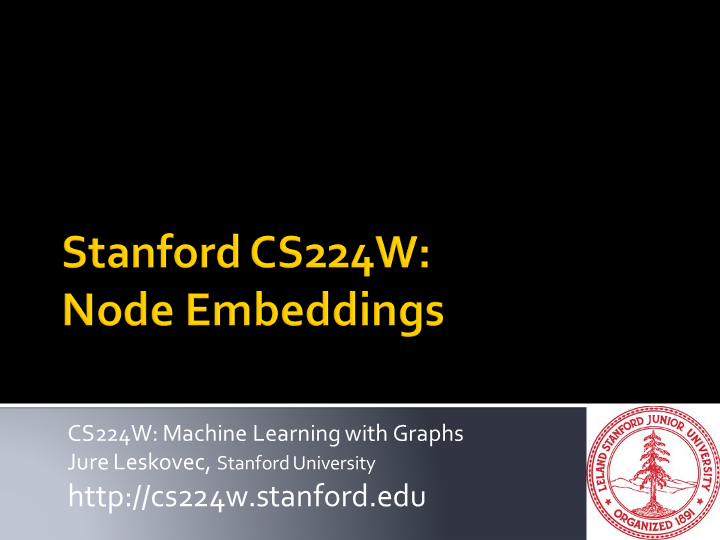 Stanford CS224W:
Node Embeddings
CS224W: Machine Learning with Graphs
Jure Leskovec, Stanford University
http://cs224w.stanford.edu
LELAND STANFORD JUNIOR UNIVERSITY
ORGANIZED 1891